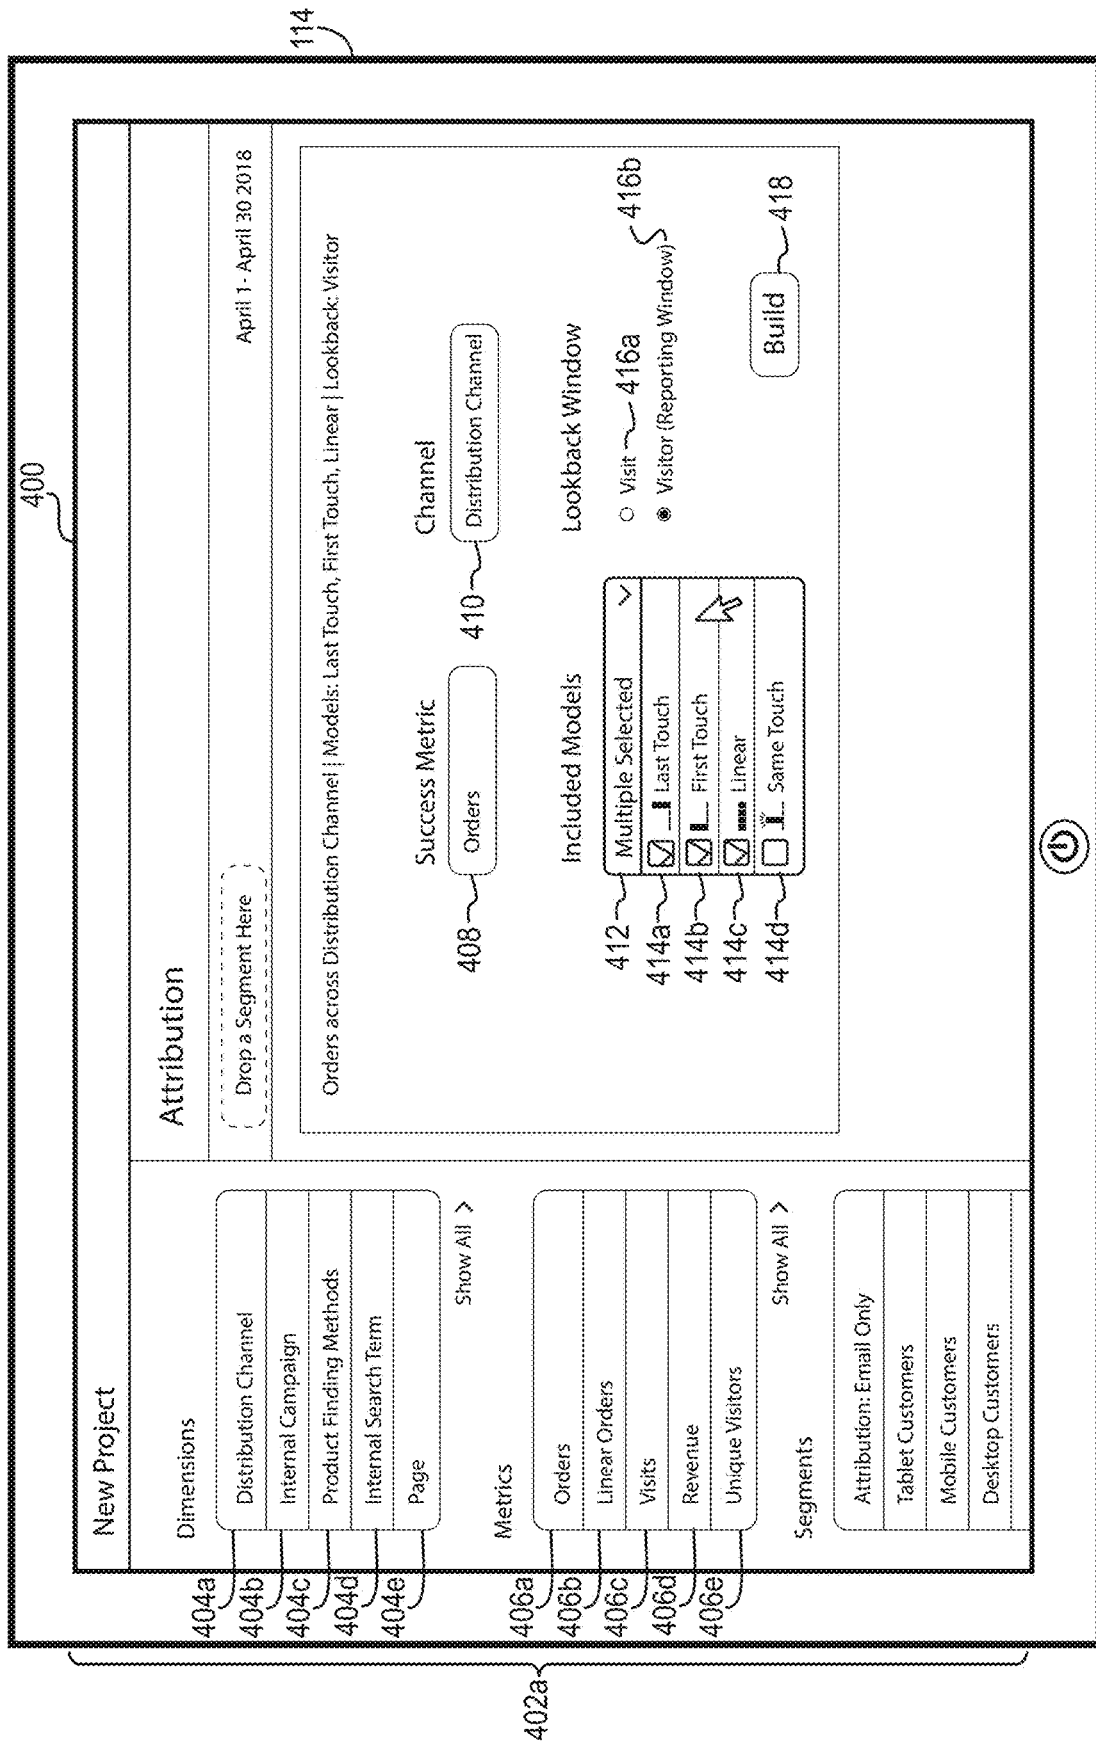 114
400
New Project
Attribution
Drop a Segment Here
April 1- April 30 2018
Orders across Distribution Channel | Models: Last Touch, First Touch, Linear | Lookback: Visitor
Success Metric
Channel
408
Orders
410
Distribution Channel
Included Models
Lookback Window
412
Multiple Selected
Visit
416a
414a
Last Touch
Visitor (Reporting Window)
416b
414b
First Touch
414c
Linear
414d
Same Touch
Build
418
Dimensions
404a
Distribution Channel
404b
Internal Campaign
404c
Product Finding Methods
404d
Internal Search Term
404e
Page
Show All >
Metrics
406a
Orders
406b
Linear Orders
406c
Visits
406d
Revenue
406e
Unique Visitors
Show All >
Segments
Attribution: Email Only
Tablet Customers
Mobile Customers
Desktop Customers
402a